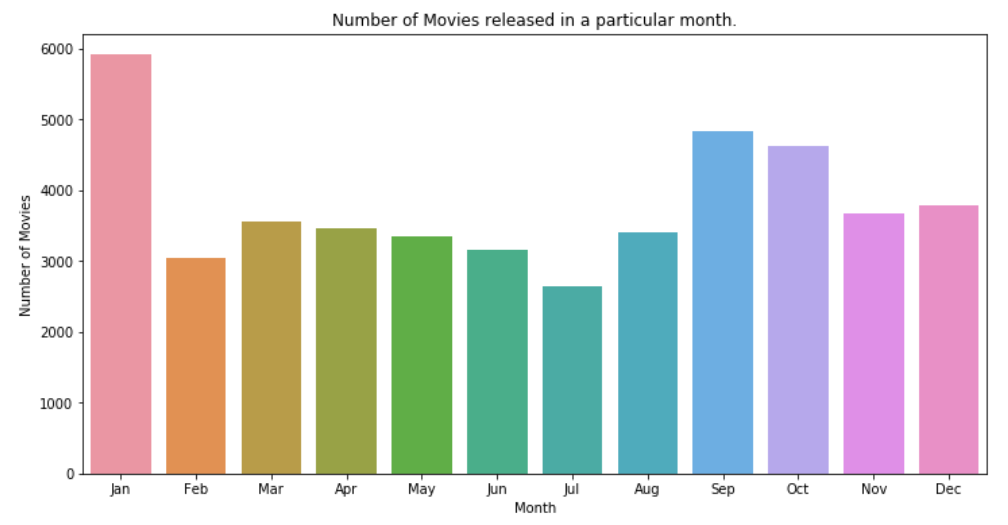 Number of Movies released in a particular month.
Number of Movies
6000
5000
4000
3000
2000
1000
0
Jan Feb Mar Apr May Jun Jul Aug Sep Oct Nov Dec
Month